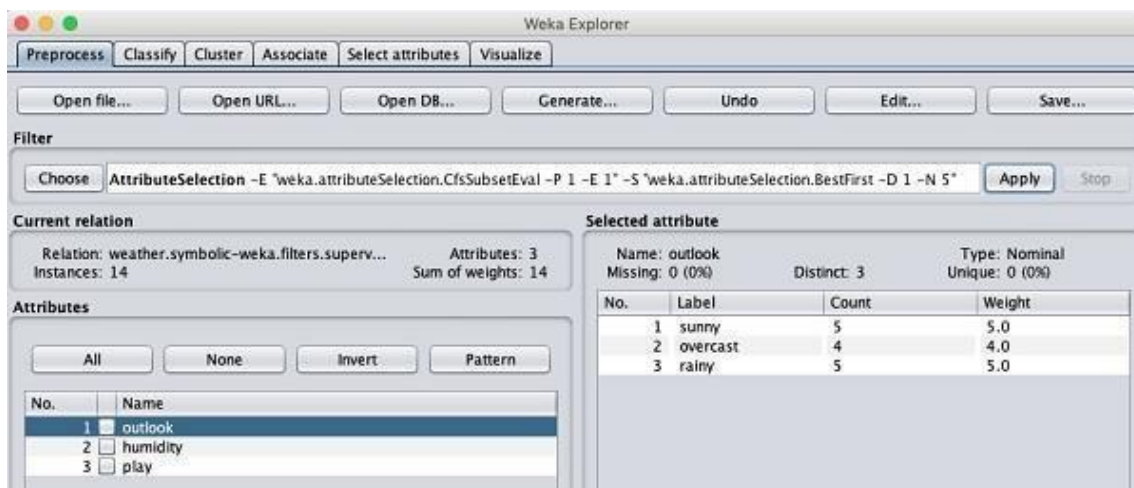 Weka Explorer
Preprocess Classify Cluster Associate Select attributes Visualize
Open file... Open URL... Open DB... Generate... Undo Edit... Save...
Filter
Choose AttributeSelection -E "weka.attributeSelection.CfsSubsetEval -P 1 -E 1" -S "weka.attributeSelection.BestFirst -D 1 -N 5" Apply Stop
Current relation
Relation: weather.symbolic-weka.filters.superv... Attributes: 3
Instances: 14 Sum of weights: 14
Attributes
All None Invert Pattern
No. Name
1 outlook
2 humidity
3 play
Selected attribute
Name: outlook Type: Nominal
Missing: 0 (0%) Distinct: 3 Unique: 0 (0%)
No. Label Count Weight
1 sunny 5 5.0
2 overcast 4 4.0
3 rainy 5 5.0